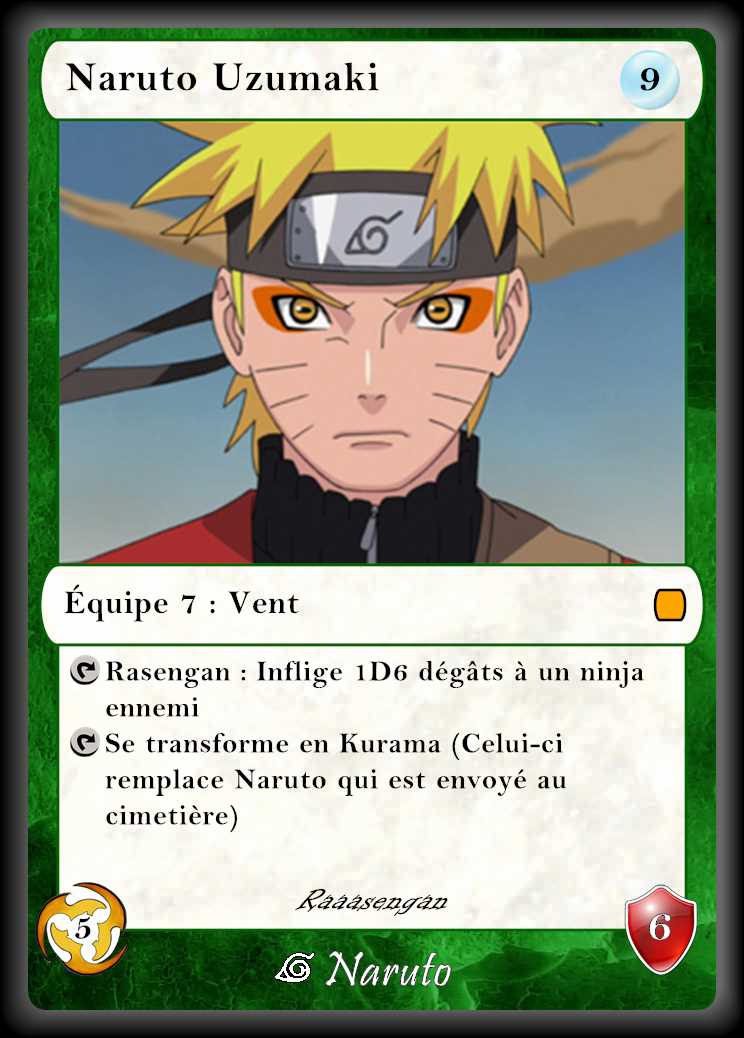 Naruto Uzumaki
9
Équipe 7 : Vent
Rasengan : Inflige 1D6 dégâts à un ninja
ennemi
Se transforme en Kurama (Celui-ci
remplace Naruto qui est envoyé au
cimetière)
Raâasengan
5
6
Naruto